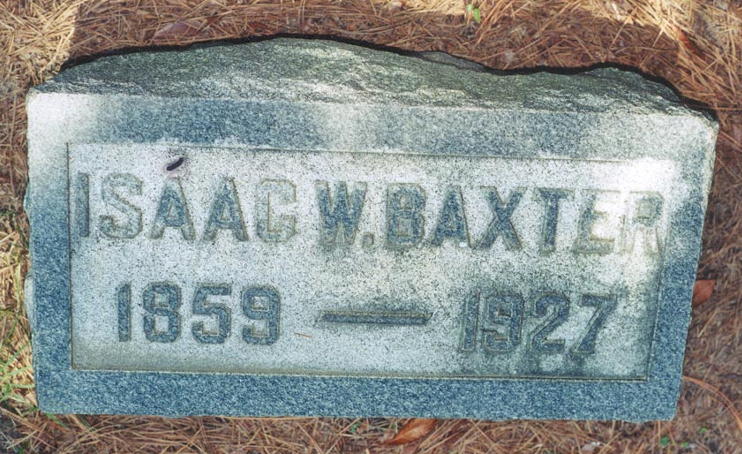 ISAAC W. BAXTER
1859 — 1927